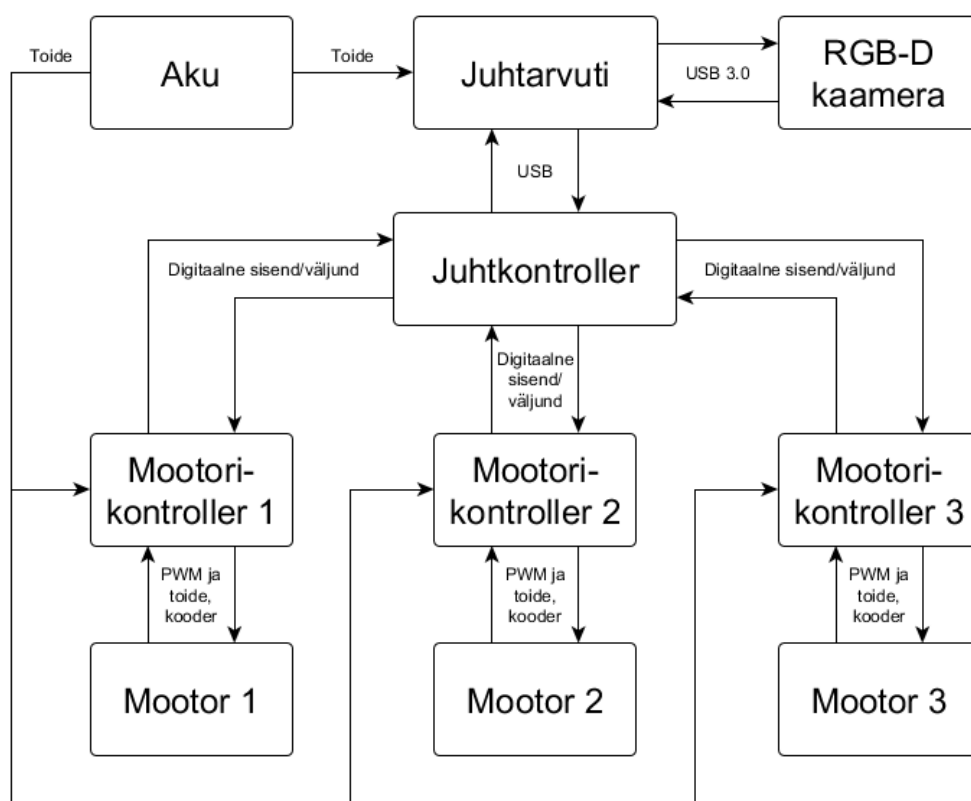 Toide
Aku
Toide
Juhtarvuti
USB 3.0
RGB-D
kaamera
USB
Digitaalne sisend/väljund
Juhtkontroller
Digitaalne sisend/väljund
Digitaalne
sisend/
väljund
Mootori-
kontroller 1
Mootori-
kontroller 2
Mootori-
kontroller 3
PWM ja
toide,
kooder
PWM ja
toide,
kooder
PWM ja
toide,
kooder
Mootor 1
Mootor 2
Mootor 3